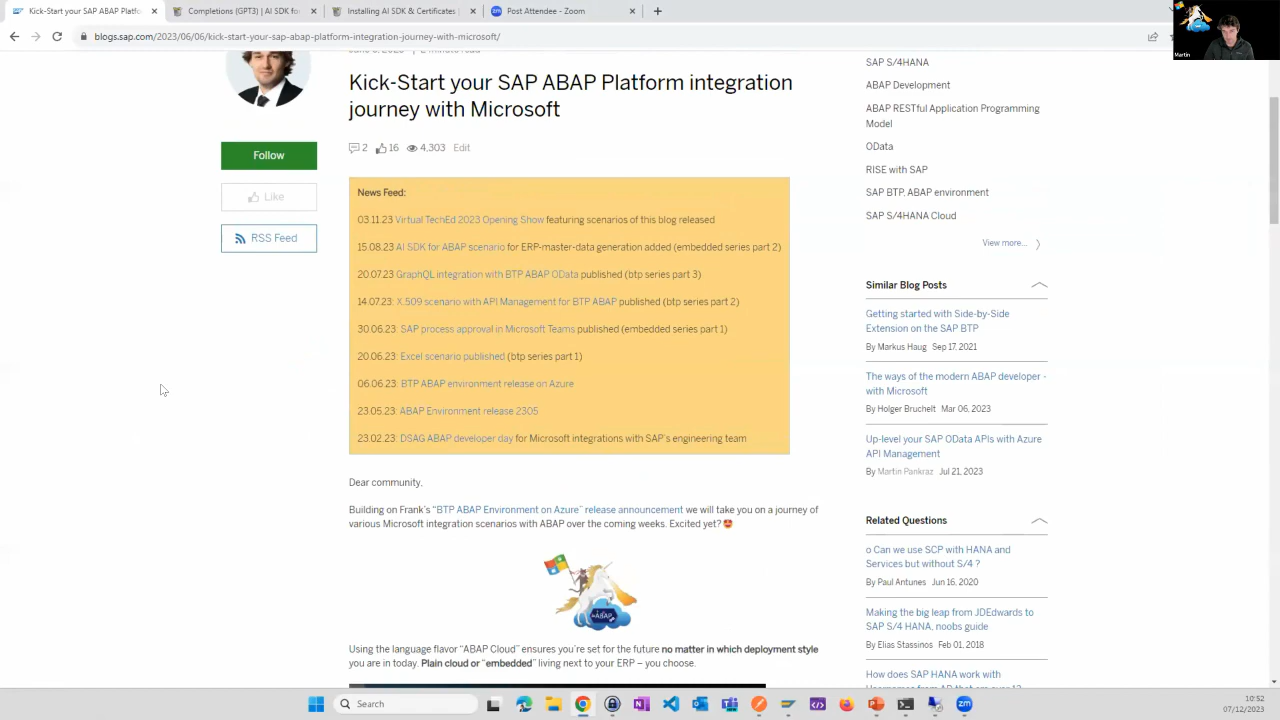 Kick-Start your SAP ABAP Platf
Completions (GPT3) | AI SDK fo
Installing AI SDK & Certificates |
Post Attendee - Zoom
blogs.sap.com/2023/06/06/kick-start-your-sap-abap-platform-integration-journey-with-microsoft/
Martin
Kick-Start your SAP ABAP Platform integration
journey with Microsoft
2 16 4,303 Edit
Follow
Like
RSS Feed
News Feed:
03.11.23 Virtual TechEd 2023 Opening Show featuring scenarios of this blog released
15.08.23 AI SDK for ABAP scenario for ERP-master-data generation added (embedded series part 2)
20.07.23 GraphQL integration with BTP ABAP OData published (btp series part 3)
14.07.23: X.509 scenario with API Management for BTP ABAP published (btp series part 2)
30.06.23: SAP process approval in Microsoft Teams published (embedded series part 1)
20.06.23: Excel scenario published (btp series part 1)
06.06.23: BTP ABAP environment release on Azure
23.05.23: ABAP Environment release 2305
23.02.23: DSAG ABAP developer day for Microsoft integrations with SAP's engineering team
Dear community,
Building on Frank's "BTP ABAP Environment on Azure" release announcement we will take you on a journey of
various Microsoft integration scenarios with ABAP over the coming weeks. Excited yet?🤩
ABAP
Using the language flavor "ABAP Cloud" ensures you're set for the future no matter in which deployment style
you are in today. Plain cloud or "embedded" living next to your ERP – you choose.
SAP S/4HANA
ABAP Development
ABAP RESTful Application Programming
Model
OData
RISE with SAP
SAP BTP, ABAP environment
SAP S/4HANA Cloud
View more...
Similar Blog Posts
Getting started with Side-by-Side
Extension on the SAP BTP
By Markus Haug Sep 17, 2021
The ways of the modern ABAP developer -
with Microsoft
By Holger Bruchelt Mar 06, 2023
Up-level your SAP OData APIs with Azure
API Management
By Martin Pankraz Jul 21, 2023
Related Questions
o Can we use SCP with HANA and
Services but without S/4 ?
By Paul Antunes Jun 16, 2020
Making the big leap from JDEdwards to
SAP S/4 HANA, noobs guide
By Elias Stassinos Feb 01, 2018
How does SAP HANA work with
Search
10:52
07/12/2023